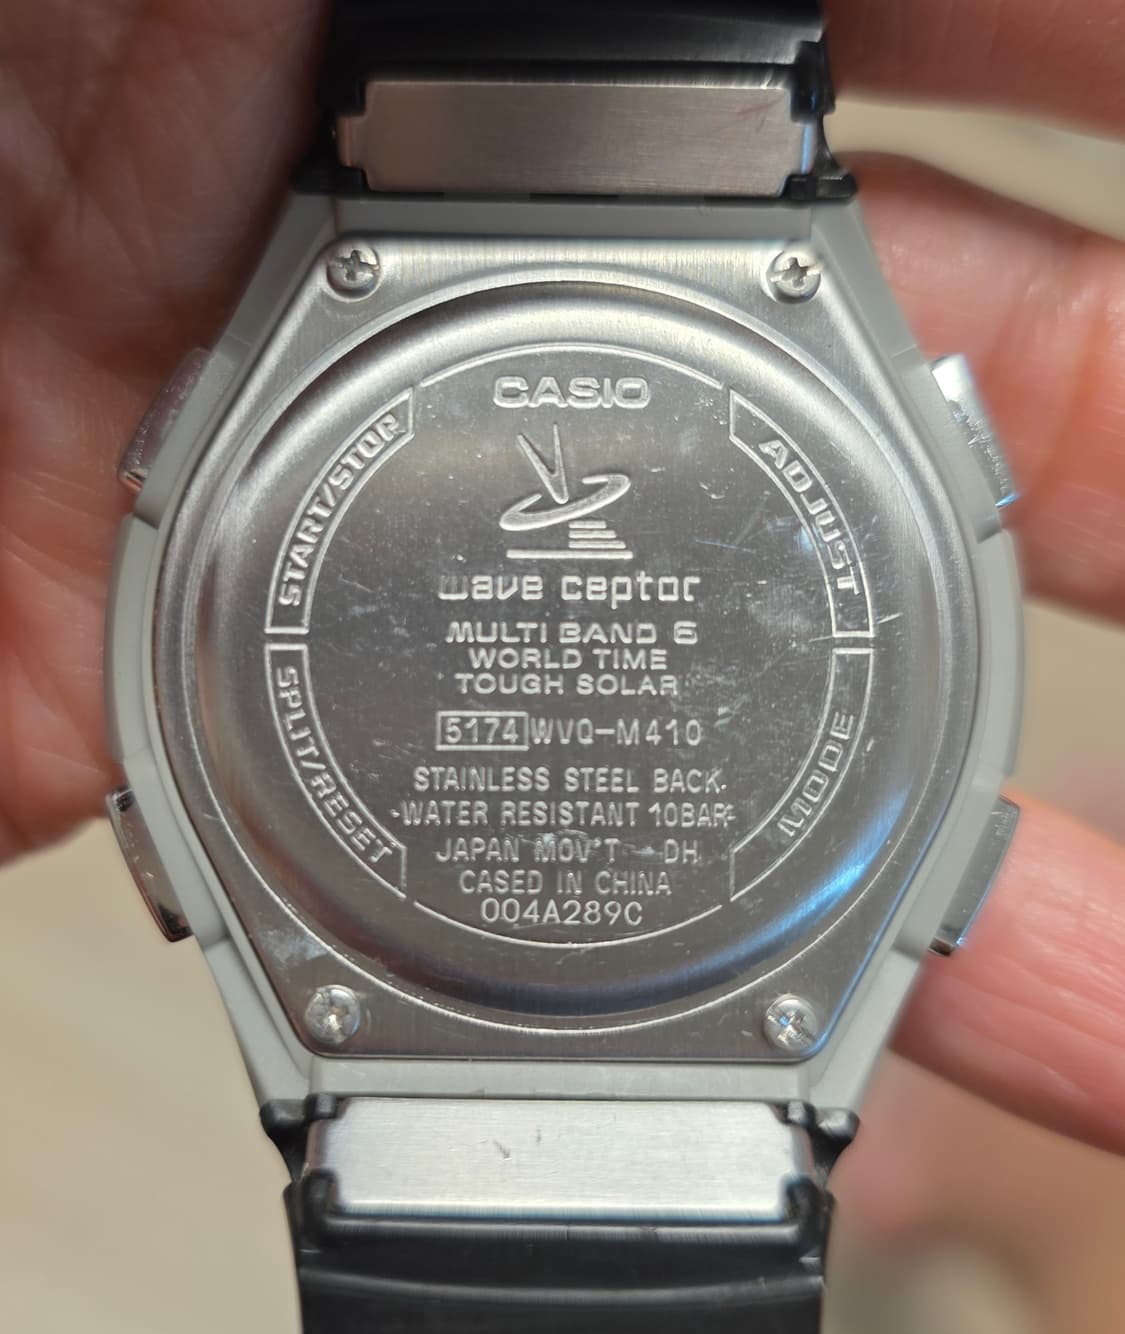 CASIO
START/STOP
ADJUST
wave ceptor
MULTI BAND 6
WORLD TIME
TOUGH SOLAR
5174 WVQ-M410
SPLIT/RESET
MODE
STAINLESS STEEL BACK
WATER RESISTANT 10BAR
JAPAN MOV'T DH
CASED IN CHINA
004A289C